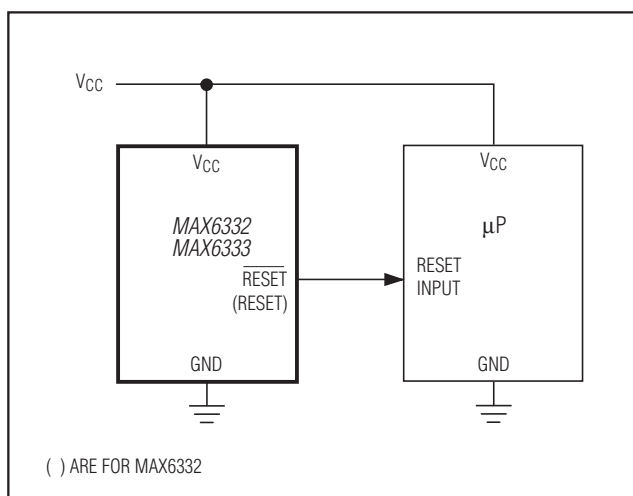 VCC
VCC
MAX6332
MAX6333
RESET
(RESET)
GND
VCC
μP
RESET
INPUT
GND
( ) ARE FOR MAX6332